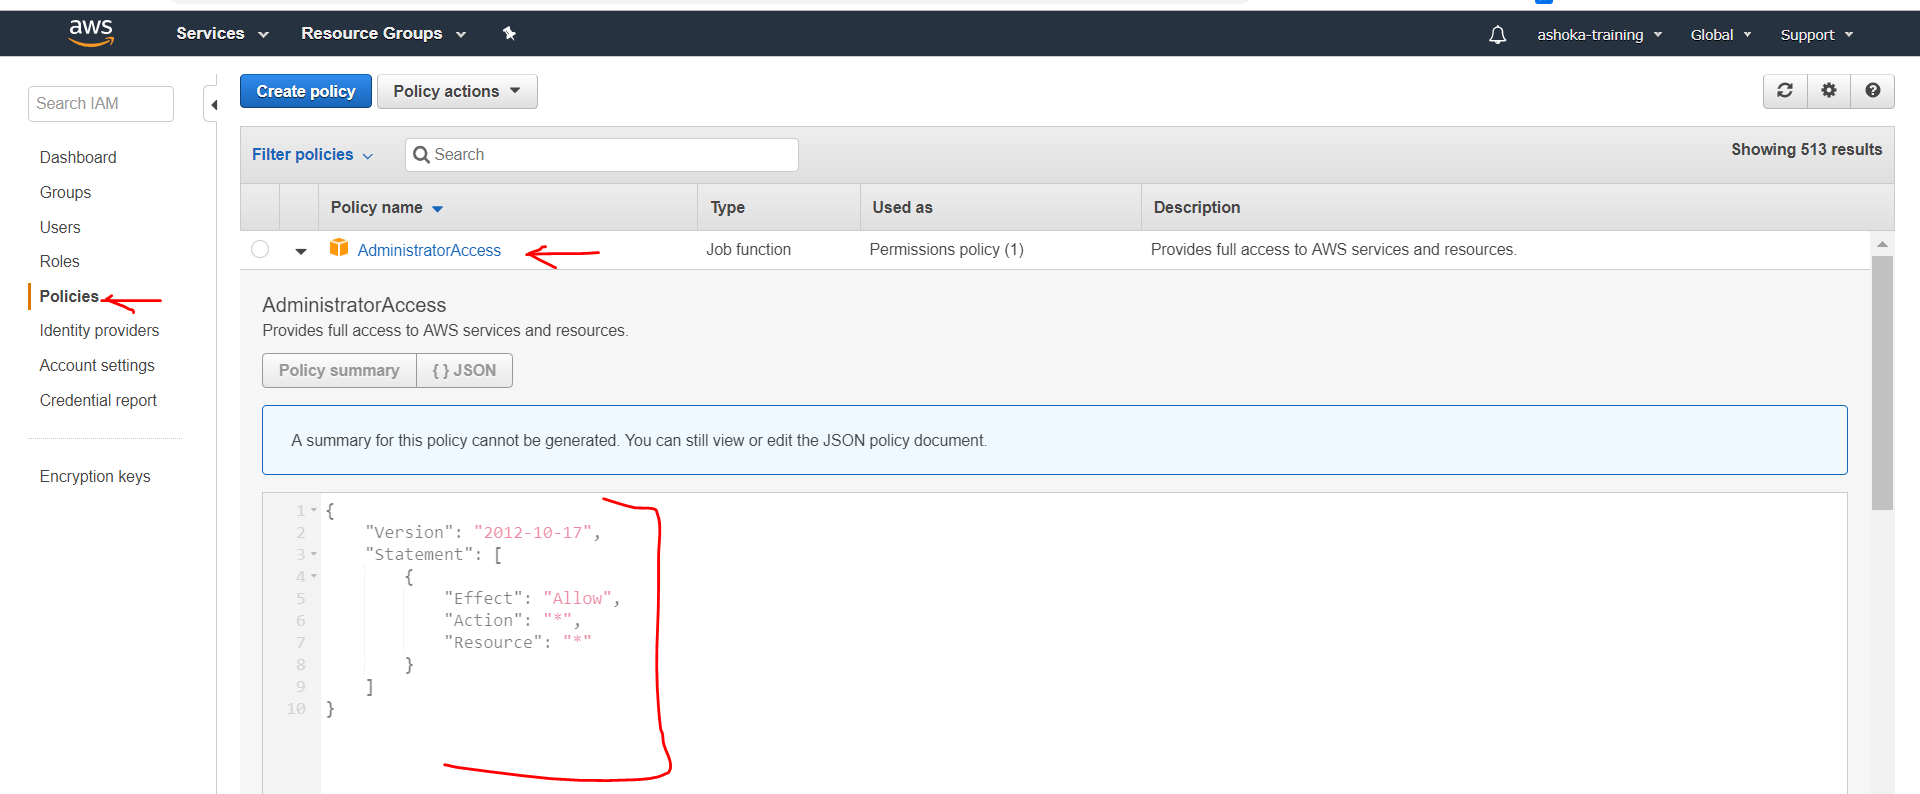 aws Services Resource Groups ashoka-training Global Support
Search IAM
Dashboard
Groups
Users
Roles
Policies
Identity providers
Account settings
Credential report
Encryption keys
Create policy Policy actions
Filter policies Search Showing 513 results
Policy name Type Used as Description
AdministratorAccess Job function Permissions policy (1) Provides full access to AWS services and resources.
AdministratorAccess
Provides full access to AWS services and resources.
Policy summary { } JSON
A summary for this policy cannot be generated. You can still view or edit the JSON policy document.
1 {
2 "Version": "2012-10-17",
3 "Statement": [
4 {
5 "Effect": "Allow",
6 "Action": "*",
7 "Resource": "*"
8 }
9 ]
10 }